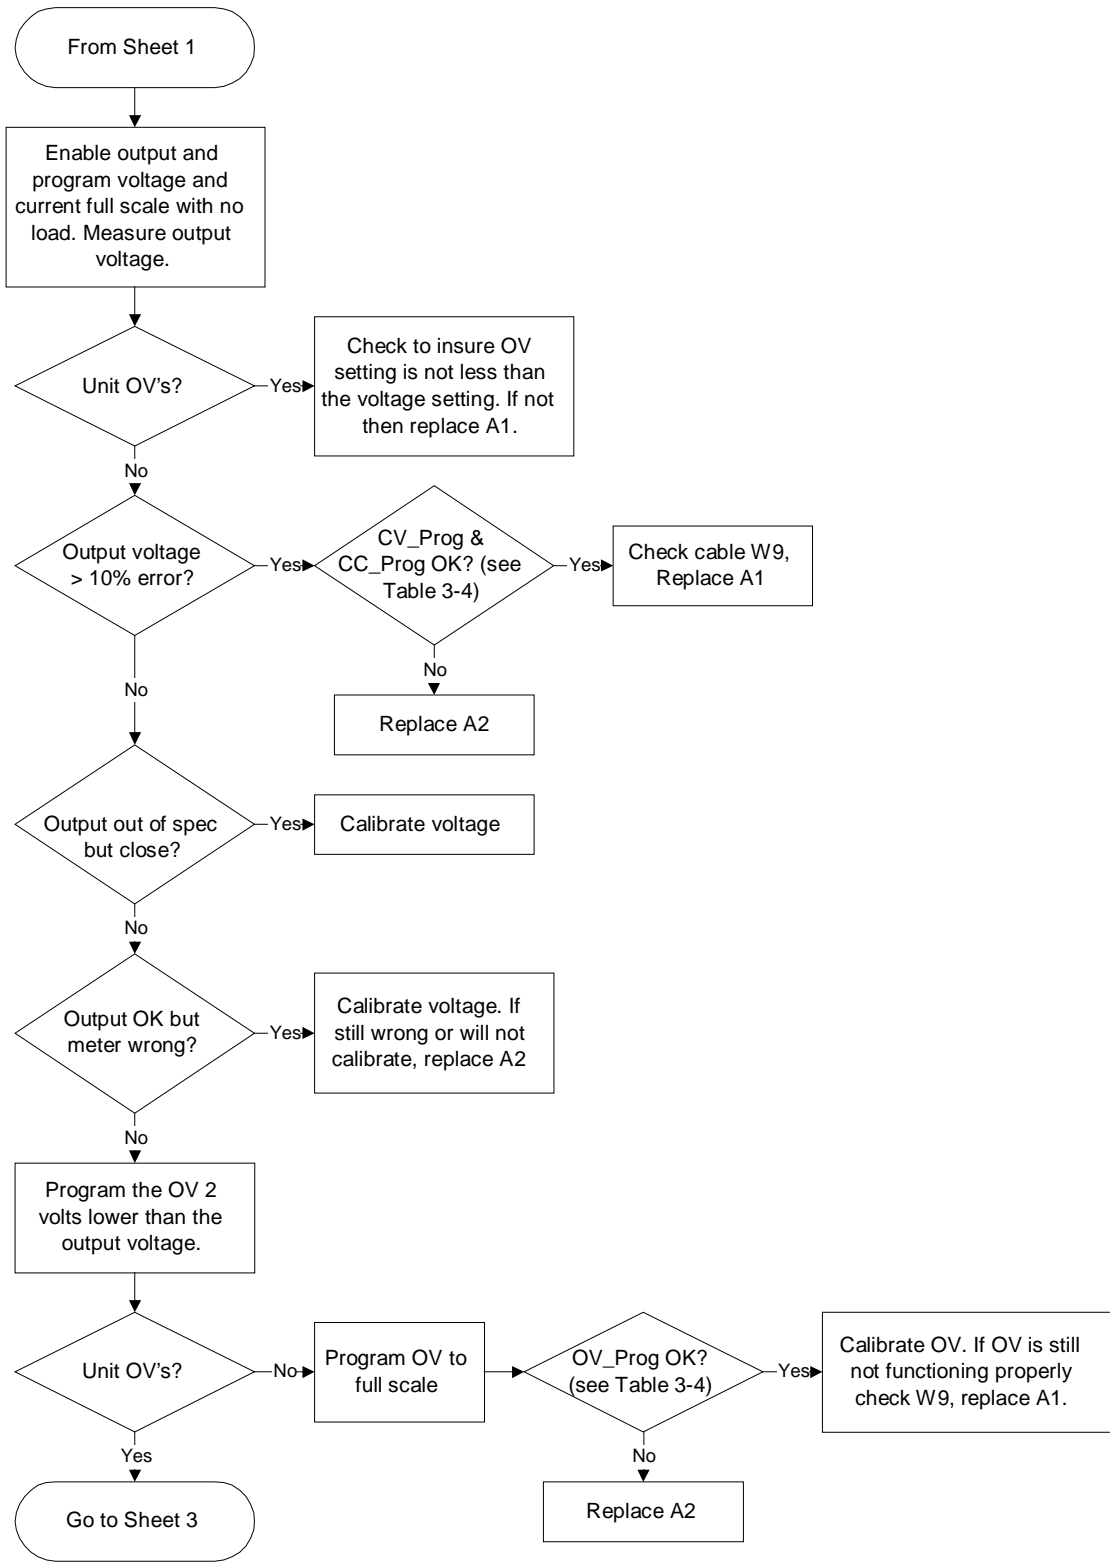 From Sheet 1
Enable output and
program voltage and
current full scale with no
load. Measure output
voltage.
Unit OV's?
Yes
Check to insure OV
setting is not less than
the voltage setting. If not
then replace A1.
No
Output voltage
> 10% error?
Yes
CV_Prog &
CC_Prog OK? (see
Table 3-4)
Yes
Check cable W9,
Replace A1
No
Replace A2
No
Output out of spec
but close?
Yes
Calibrate voltage
No
Output OK but
meter wrong?
Yes
Calibrate voltage. If
still wrong or will not
calibrate, replace A2
No
Program the OV 2
volts lower than the
output voltage.
Unit OV's?
No
Program OV to
full scale
OV_Prog OK?
(see Table 3-4)
Yes
Calibrate OV. If OV is still
not functioning properly
check W9, replace A1.
No
Replace A2
Yes
Go to Sheet 3